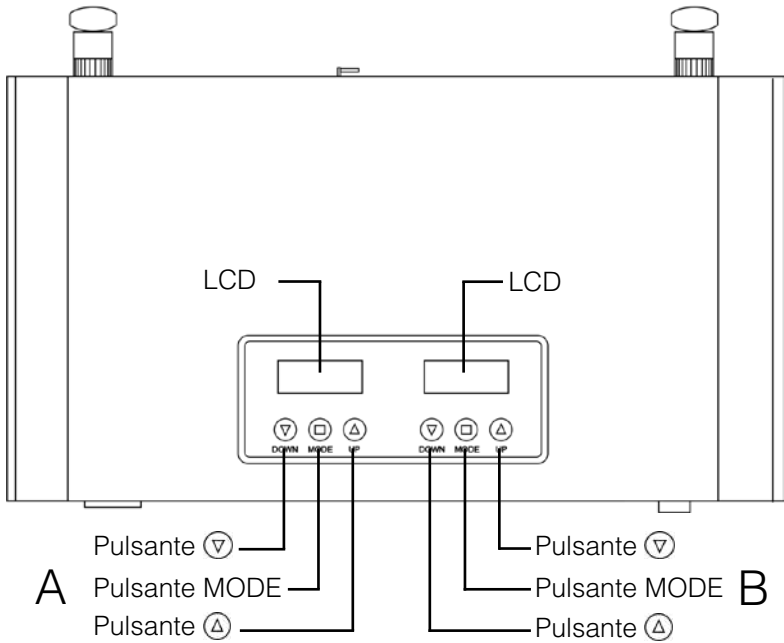 LCD
LCD
DOWN MODE UP
DOWN MODE UP
Pulsante ▽
Pulsante ▽
A
Pulsante MODE
Pulsante MODE
B
Pulsante △
Pulsante △